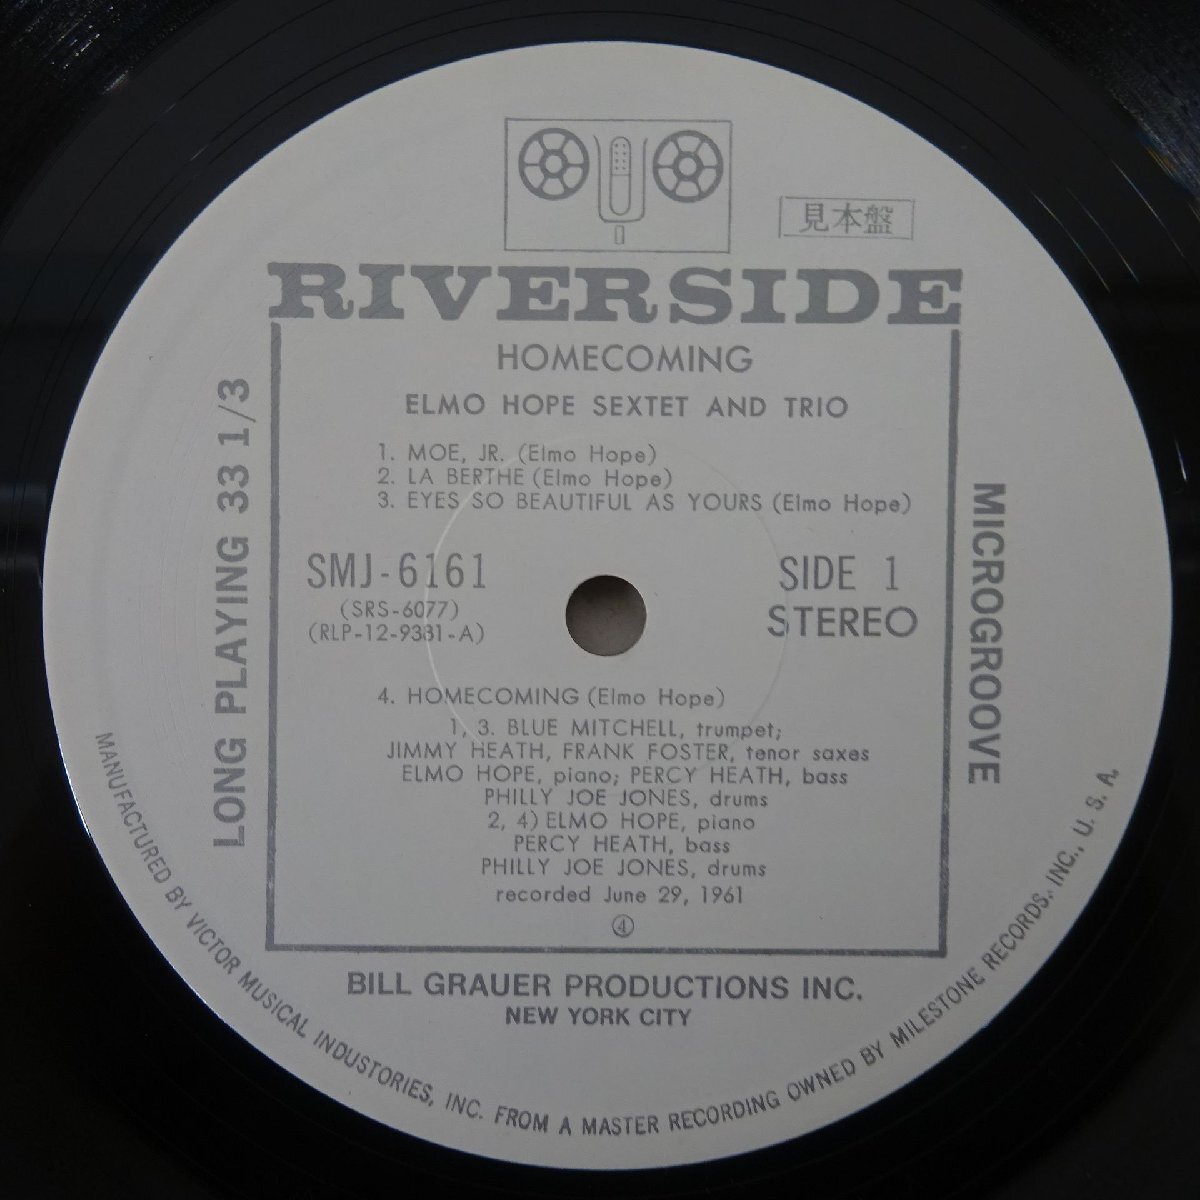 見本盤
RIVERSIDE
HOMECOMING
ELMO HOPE SEXTET AND TRIO
1. MOE, JR. (Elmo Hope)
2. LA BERTHE (Elmo Hope)
3. EYES SO BEAUTIFUL AS YOURS (Elmo Hope)
SMJ-6161
(SRS-6077)
(RLP-12-9381-A)
SIDE 1
STEREO
4. HOMECOMING (Elmo Hope)
1, 3. BLUE MITCHELL, trumpet;
JIMMY HEATH, FRANK FOSTER, tenor saxes
ELMO HOPE, piano; PERCY HEATH, bass
PHILLY JOE JONES, drums
2, 4) ELMO HOPE, piano
PERCY HEATH, bass
PHILLY JOE JONES, drums
recorded June 29, 1961
④
LONG PLAYING 33 1/3
MICROGROOVE
BILL GRAUER PRODUCTIONS INC.
NEW YORK CITY
MANUFACTURED BY VICTOR MUSICAL INDUSTORIES, INC. FROM A MASTER RECORDING OWNED BY MILESTONE RECORDS, INC., U. S. A.